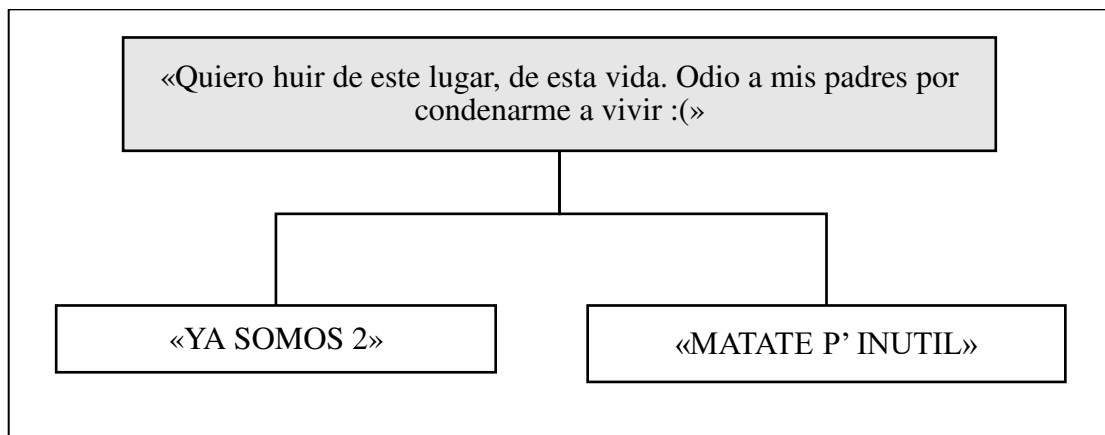 «Quiero huir de este lugar, de esta vida. Odio a mis padres por
condenarme a vivir :(»
«YA SOMOS 2»
«MATATE P’ INUTIL»